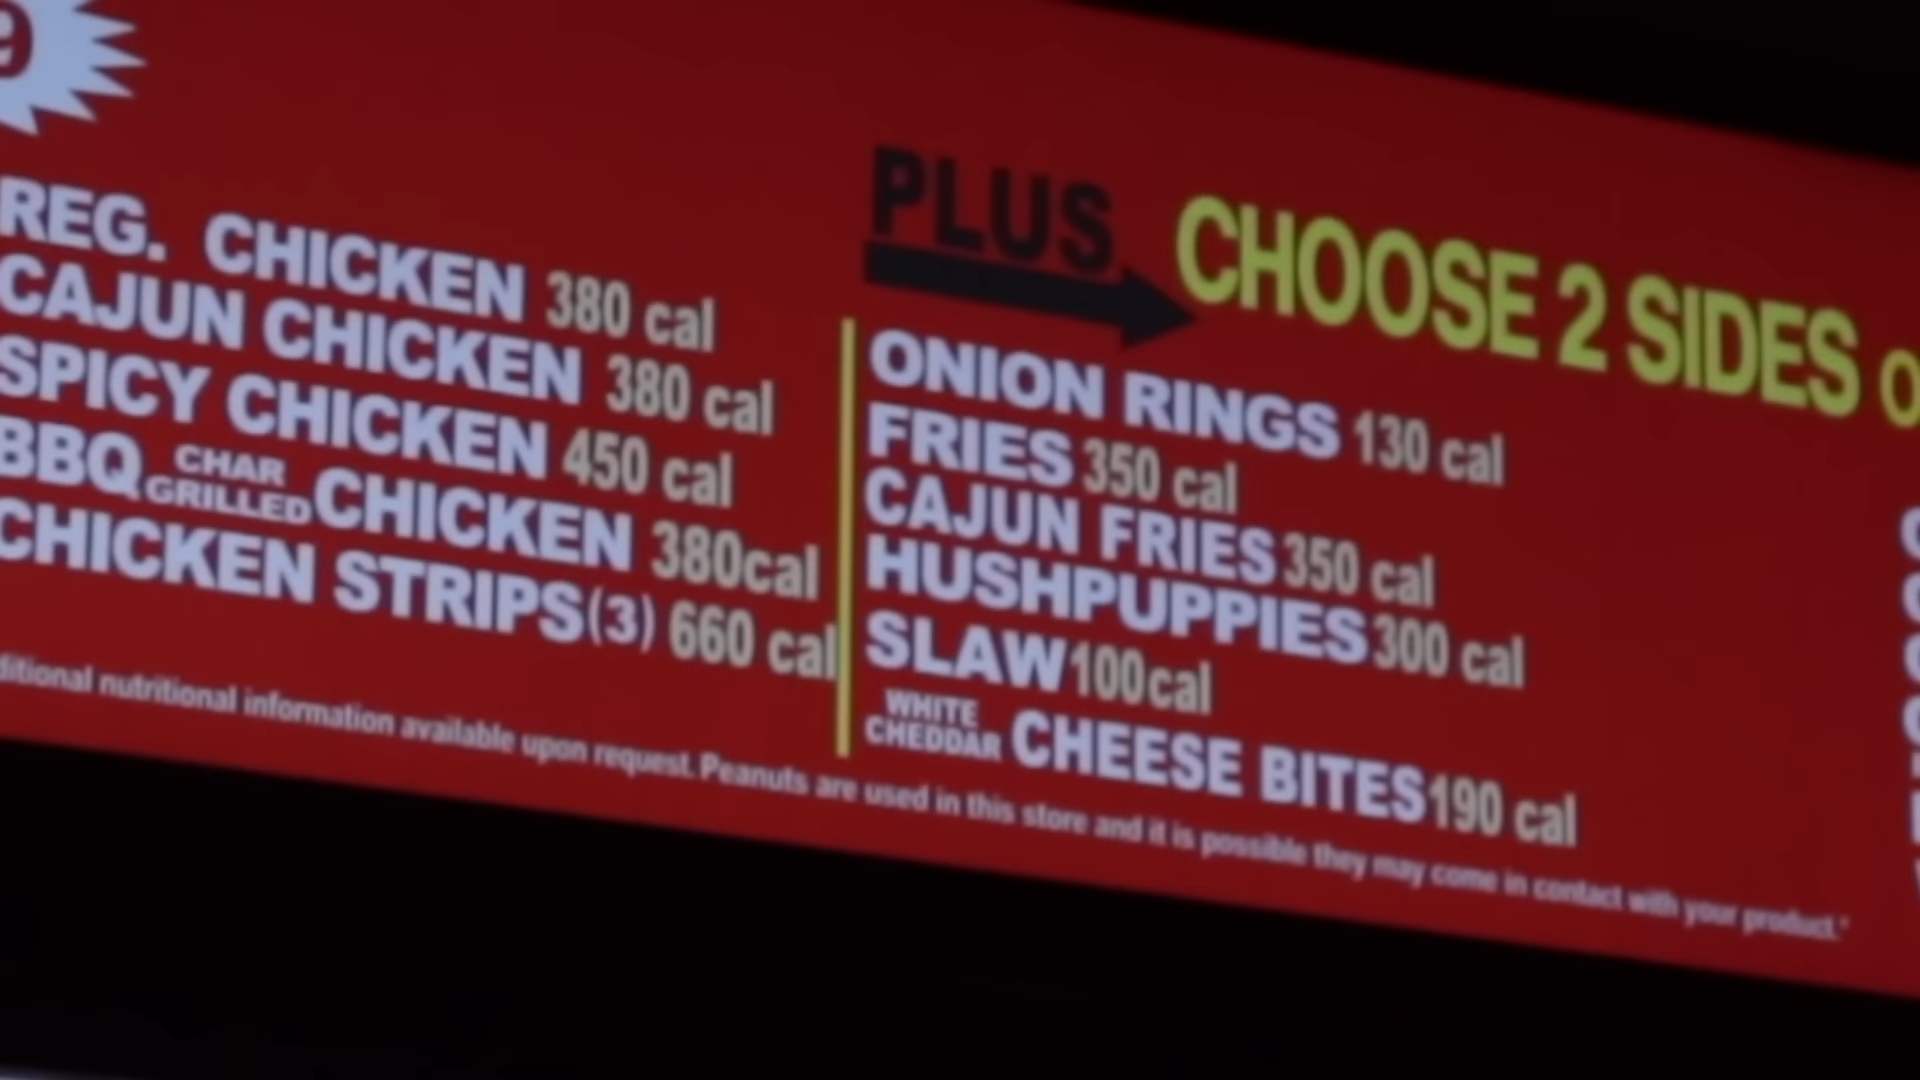 9
REG. CHICKEN 380 cal
CAJUN CHICKEN 380 cal
SPICY CHICKEN 450 cal
BBQ CHAR GRILLED CHICKEN 380cal
CHICKEN STRIPS(3) 660 cal
PLUS CHOOSE 2 SIDES
ONION RINGS 130 cal
FRIES 350 cal
CAJUN FRIES 350 cal
HUSHPUPPIES 300 cal
SLAW 100cal
WHITE CHEDDAR CHEESE BITES 190 cal
ditional nutritional information available upon request. Peanuts are used in this store and it is possible they may come in contact with your product.*